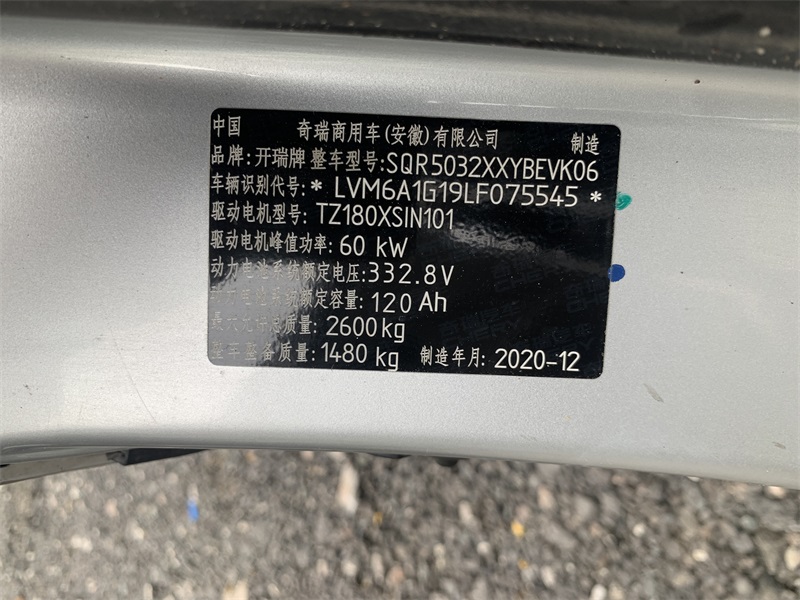 中国 奇瑞商用车(安徽)有限公司 制造
品牌:开瑞牌 整车型号:SQR5032XXYBEVK06
车辆识别代号:* LVM6A1G19LF075545 *
驱动电机型号:TZ180XSIN101
驱动电机峰值功率:60 kW
动力电池系统额定电压:332.8V
动力电池系统额定容量:120 Ah
最大允许总质量:2600kg
整车整备质量:1480 kg 制造年月:2020-12